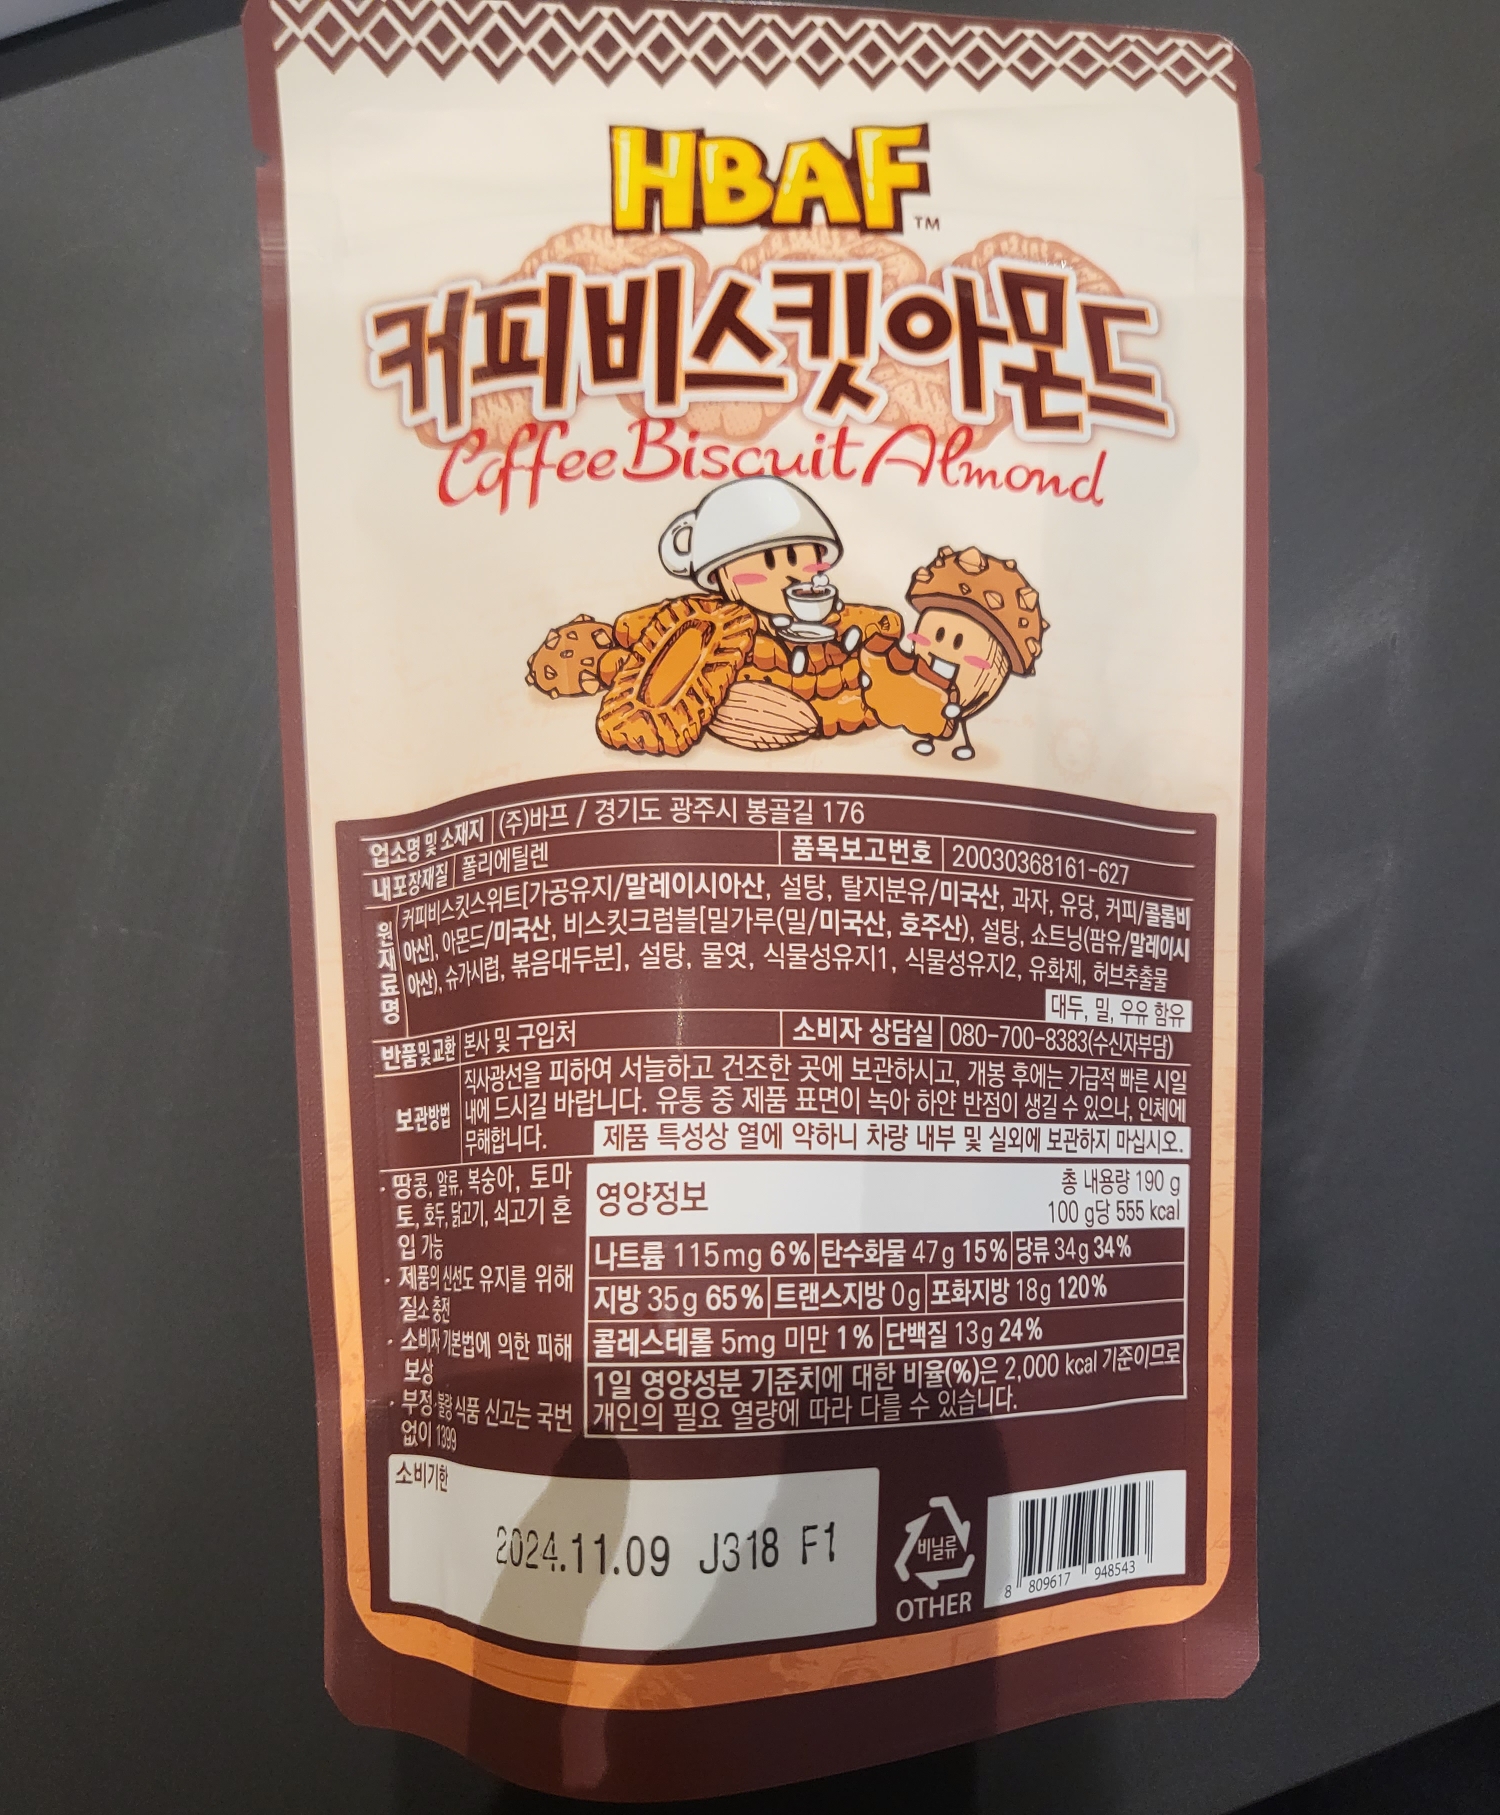 HBAF
TM
커피비스킷아몬드
Coffee Biscuit Almond
업소명 및 소재지 (주)바프 / 경기도 광주시 봉골길 176
내포장재질 폴리에틸렌 품목보고번호 20030368161-627
원재료명
커피비스킷스위트[가공유지/말레이시아산, 설탕, 탈지분유/미국산, 과자, 유당, 커피/콜롬비
아산], 아몬드/미국산, 비스킷크럼블[밀가루(밀/미국산, 호주산), 설탕, 쇼트닝(팜유/말레이시
아산), 슈가시럽, 볶음대두분], 설탕, 물엿, 식물성유지1, 식물성유지2, 유화제, 허브추출물
대두, 밀, 우유 함유
반품및교환 본사 및 구입처 소비자 상담실 080-700-8383(수신자부담)
보관방법
직사광선을 피하여 서늘하고 건조한 곳에 보관하시고, 개봉 후에는 가급적 빠른 시일
내에 드시길 바랍니다. 유통 중 제품 표면이 녹아 하얀 반점이 생길 수 있으나, 인체에
무해합니다. 제품 특성상 열에 약하니 차량 내부 및 실외에 보관하지 마십시오.
· 땅콩, 알류, 복숭아, 토마
토, 호두, 닭고기, 쇠고기 혼
입 가능
· 제품의 신선도 유지를 위해
질소 충전
· 소비자 기본법에 의한 피해
보상
· 부정·불량 식품 신고는 국번
없이 1399
영양정보
총 내용량 190 g
100 g당 555 kcal
나트륨 115mg 6% 탄수화물 47g 15% 당류 34g 34%
지방 35g 65% 트랜스지방 0g 포화지방 18g 120%
콜레스테롤 5mg 미만 1% 단백질 13g 24%
1일 영양성분 기준치에 대한 비율(%)은 2,000 kcal 기준이므로
개인의 필요 열량에 따라 다를 수 있습니다.
소비기한
2024.11.09 J318 F1
비닐류
OTHER
8 809617 948543